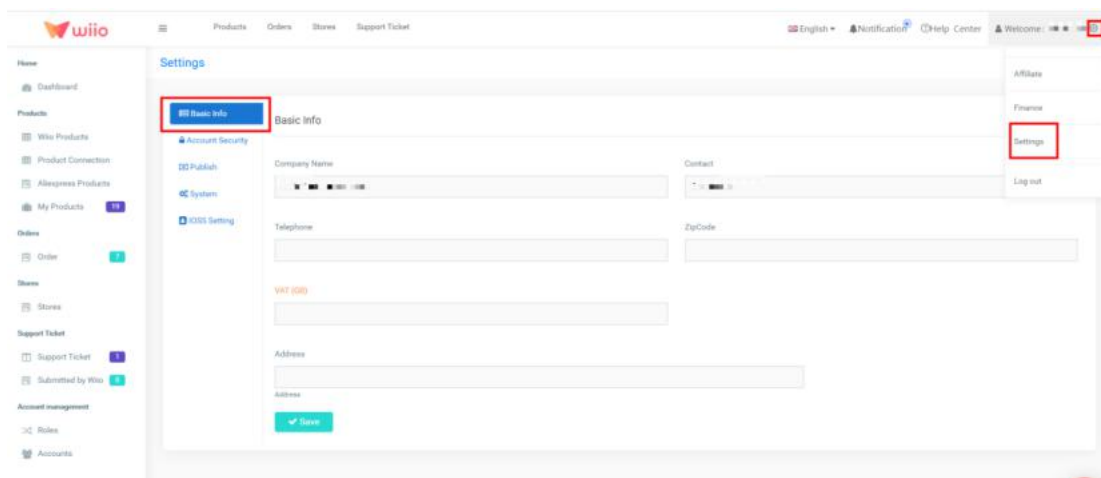 wiio
Products Orders Stores Support Ticket
English Notification Help Center Welcome:
Home
Dashboard
Products
Wiio Products
Product Connection
Aliexpress Products
My Products 19
Orders
Order 7
Stores
Stores
Support Ticket
Support Ticket 1
Submitted by Wiio
Account management
Roles
Accounts
Settings
Basic Info
Account Security
Publish
System
IOSS Setting
Basic Info
Company Name
Contact
Telephone
ZipCode
VAT (GB)
Address
Address
Save
Affiliate
Finance
Settings
Log out